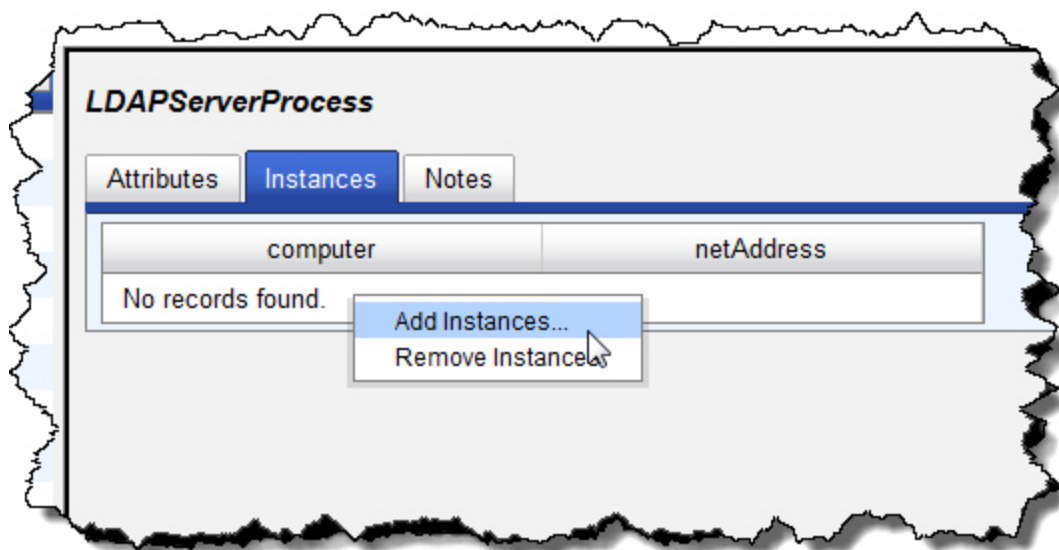 LDAPServerProcess
Attributes Instances Notes
computer netAddress
No records found.
Add Instances...
Remove Instances